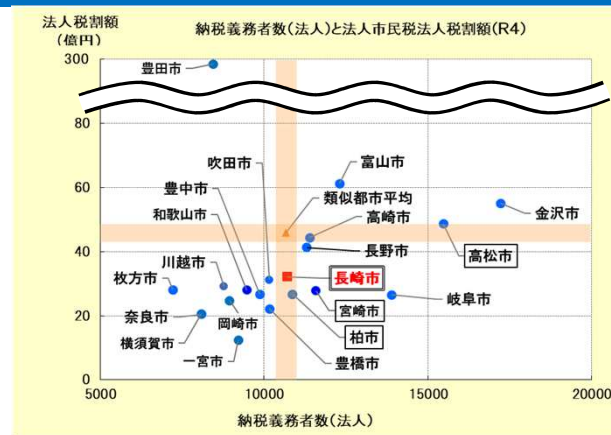 法人税割額
（億円）
納税義務者数（法人）と法人市民税法人税割額（R4）
300
豊田市
80
吹田市
富山市
豊中市
類似都市平均
60
和歌山市
高崎市
金沢市
長野市
高松市
40
川越市
長崎市
枚方市
宮崎市
岐阜市
奈良市
岡崎市
20
横須賀市
柏市
一宮市
豊橋市
0
5000
10000
15000
20000
納税義務者数（法人）